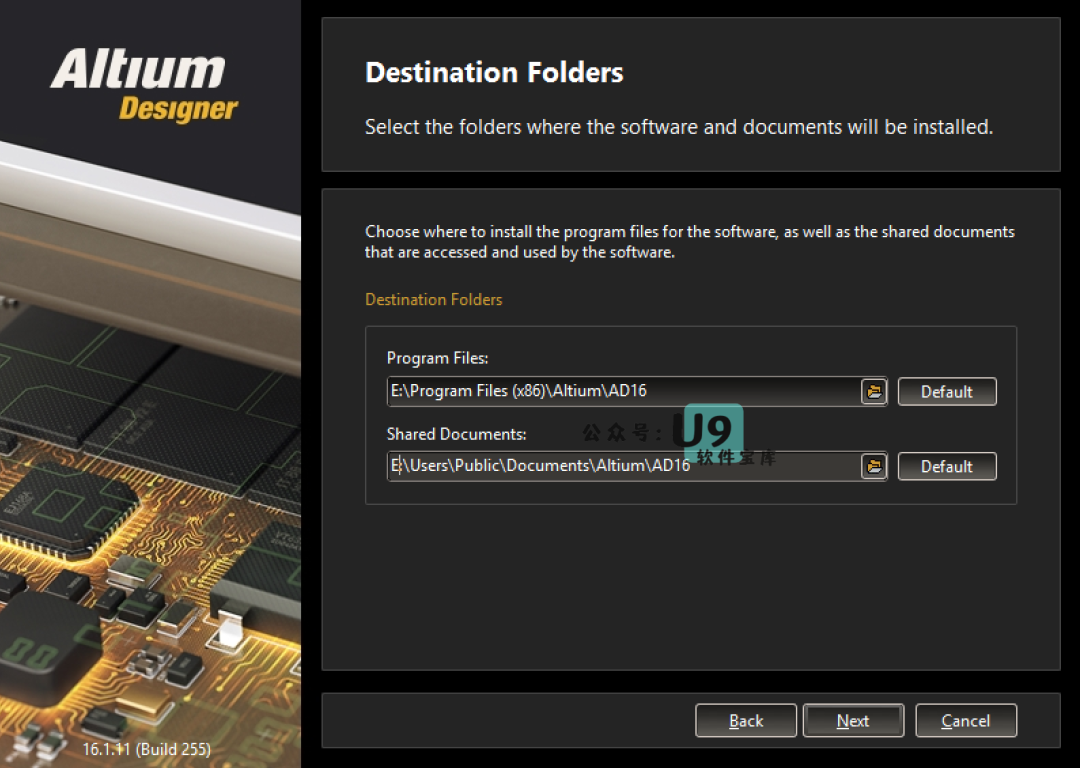 Altium
Designer
Destination Folders
Select the folders where the software and documents will be installed.
Choose where to install the program files for the software, as well as the shared documents
that are accessed and used by the software.
Destination Folders
Program Files:
E:\Program Files (x86)\Altium\AD16
Default
Shared Documents:
公众号:
U9
软件宝库
E:\Users\Public\Documents\Altium\AD16
Default
Back
Next
Cancel
16.1.11 (Build 255)